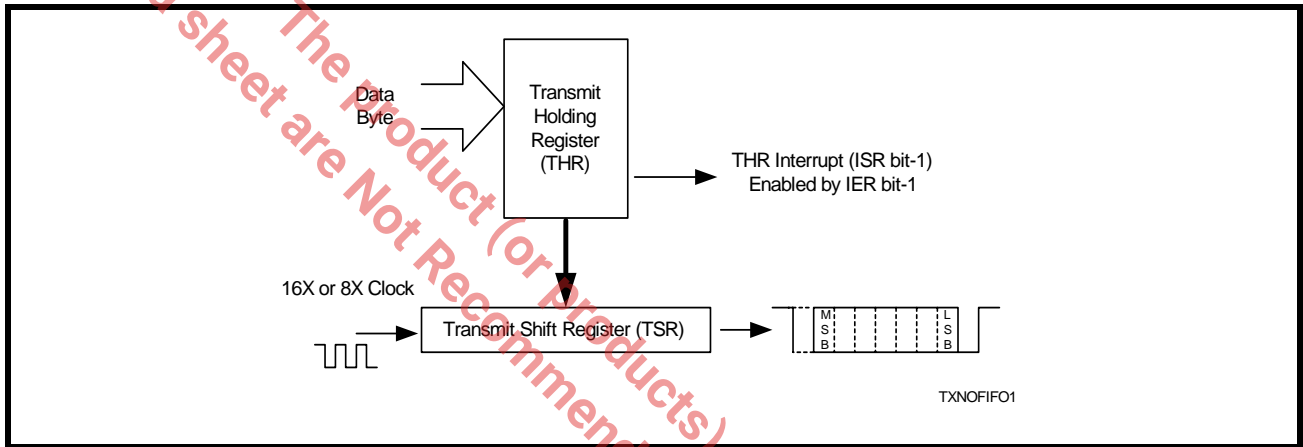 The product (or products)
d sheet are Not Recommend
Data
Byte
Transmit
Holding
Register
(THR)
THR Interrupt (ISR bit-1)
Enabled by IER bit-1
16X or 8X Clock
Transmit Shift Register (TSR)
M
S
B
L
S
B
TXNOFIFO1